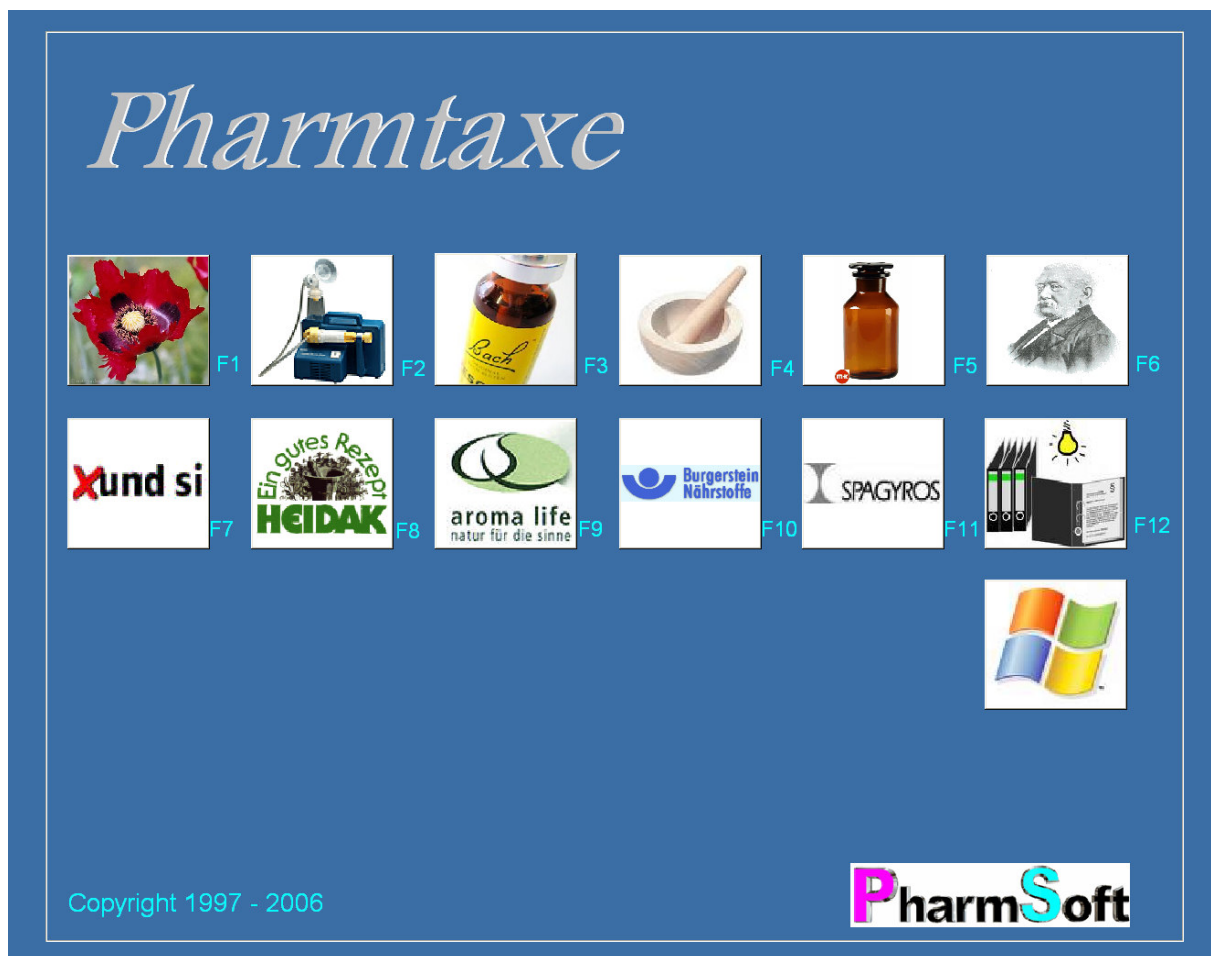 Pharmtaxe
F1
F2
Bach
F3
F4
F5
F6
Xund si
F7
Ein gutes Rezept
HEIDAK
F8
aroma life
natur für die sinne
F9
Burgerstein
Nährstoffe
F10
SPAGYROS
F11
5
F12
Copyright 1997 - 2006
PharmSoft